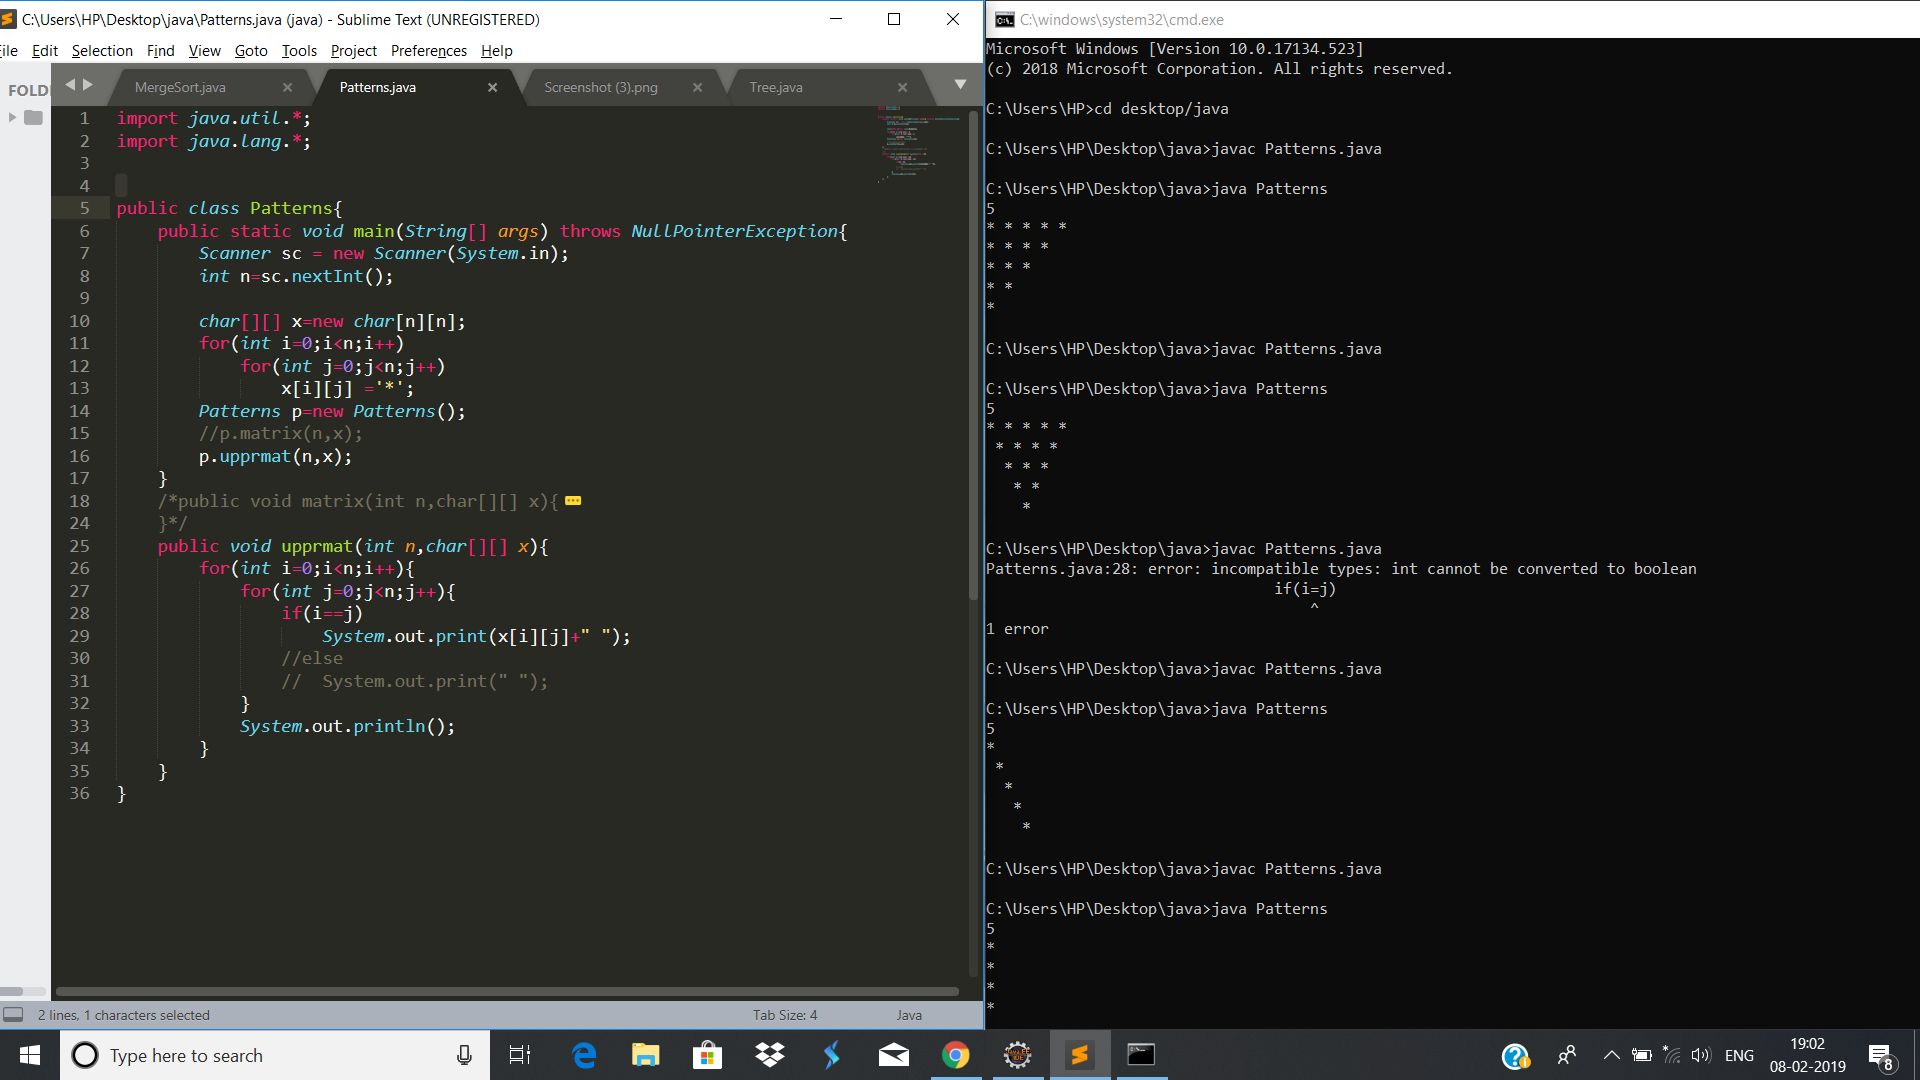 C:\Users\HP\Desktop\java\Patterns.java (java) - Sublime Text (UNREGISTERED)
File Edit Selection Find View Goto Tools Project Preferences Help
FOLD
MergeSort.java × Patterns.java × Screenshot (3).png × Tree.java ×
1 import java.util.*;
2 import java.lang.*;
3
4
5 public class Patterns{
6 public static void main(String[] args) throws NullPointerException{
7 Scanner sc = new Scanner(System.in);
8 int n=sc.nextInt();
9
10 char[][] x=new char[n][n];
11 for(int i=0;i<n;i++)
12 for(int j=0;j<n;j++)
13 x[i][j] ='*';
14 Patterns p=new Patterns();
15 //p.matrix(n,x);
16 p.upprmat(n,x);
17 }
18 /*public void matrix(int n,char[][] x){
24 }*/
25 public void upprmat(int n,char[][] x){
26 for(int i=0;i<n;i++){
27 for(int j=0;j<n;j++){
28 if(i==j)
29 System.out.print(x[i][j]+" ");
30 //else
31 // System.out.print(" ");
32 }
33 System.out.println();
34 }
35 }
36 }
2 lines, 1 characters selected Tab Size: 4 Java
C:\windows\system32\cmd.exe
Microsoft Windows [Version 10.0.17134.523]
(c) 2018 Microsoft Corporation. All rights reserved.
C:\Users\HP>cd desktop/java
C:\Users\HP\Desktop\java>javac Patterns.java
C:\Users\HP\Desktop\java>java Patterns
5
* * * * *
* * * *
* * *
* *
*
C:\Users\HP\Desktop\java>javac Patterns.java
C:\Users\HP\Desktop\java>java Patterns
5
* * * * *
 * * * *
  * * *
   * *
    *
C:\Users\HP\Desktop\java>javac Patterns.java
Patterns.java:28: error: incompatible types: int cannot be converted to boolean
if(i=j)
^
1 error
C:\Users\HP\Desktop\java>javac Patterns.java
C:\Users\HP\Desktop\java>java Patterns
5
*
 *
  *
   *
    *
C:\Users\HP\Desktop\java>javac Patterns.java
C:\Users\HP\Desktop\java>java Patterns
5
*
*
*
*
Type here to search
ENG
19:02
08-02-2019
8